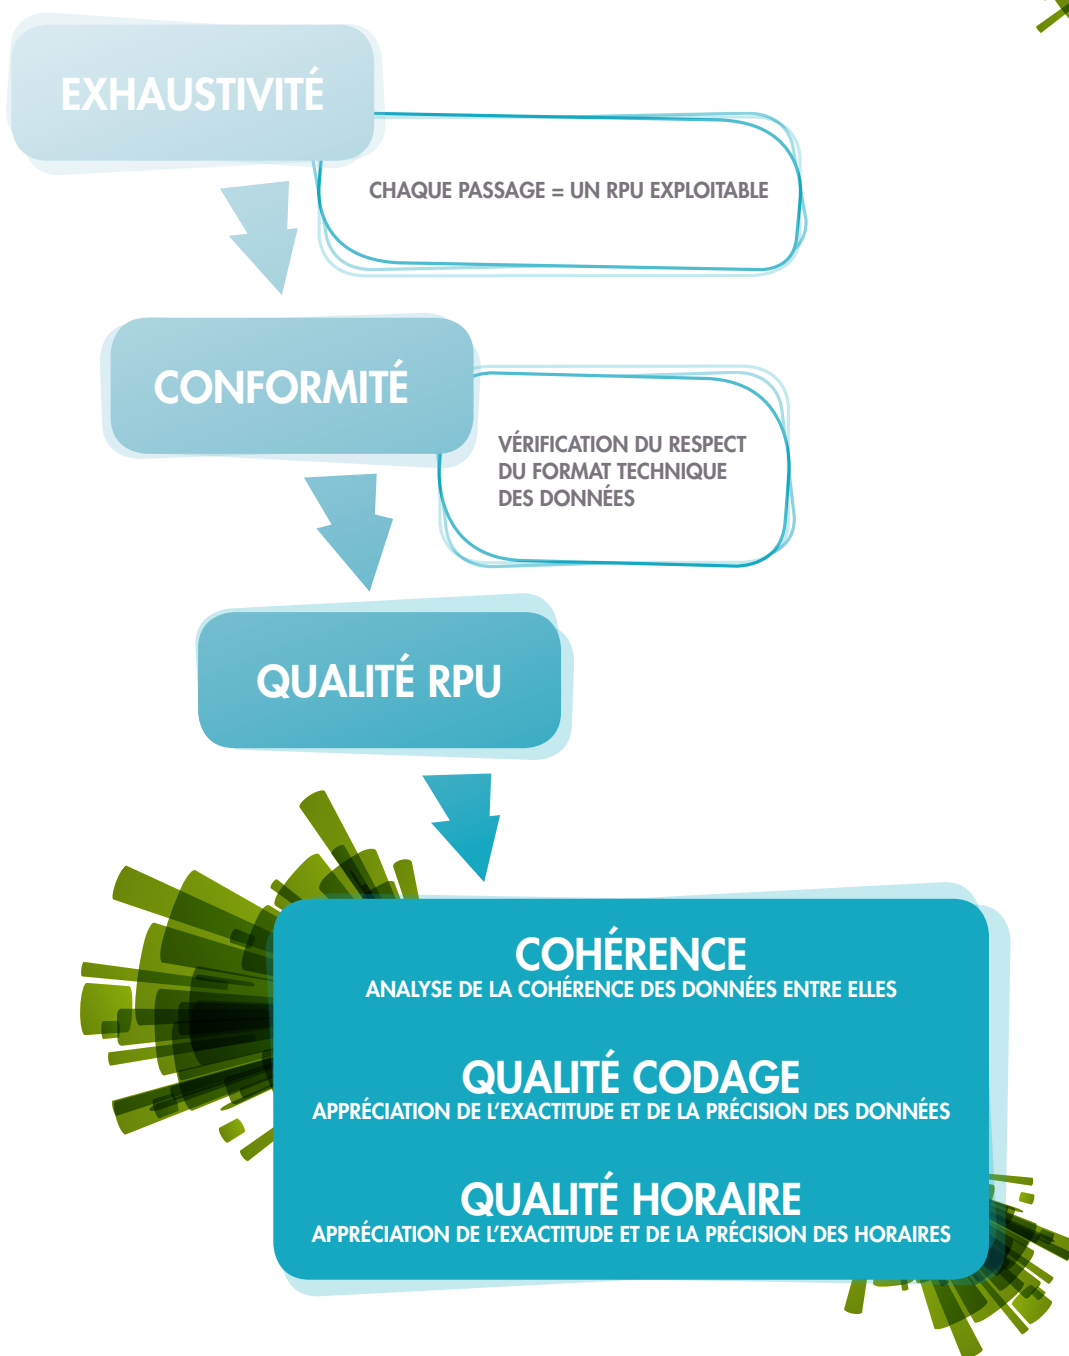 EXHAUSTIVITÉ
CHAQUE PASSAGE = UN RPU EXPLOITABLE
CONFORMITÉ
VÉRIFICATION DU RESPECT
DU FORMAT TECHNIQUE
DES DONNÉES
QUALITÉ RPU
COHÉRENCE
ANALYSE DE LA COHÉRENCE DES DONNÉES ENTRE ELLES
QUALITÉ CODAGE
APPRÉCIATION DE L'EXACTITUDE ET DE LA PRÉCISION DES DONNÉES
QUALITÉ HORAIRE
APPRÉCIATION DE L'EXACTITUDE ET DE LA PRÉCISION DES HORAIRES